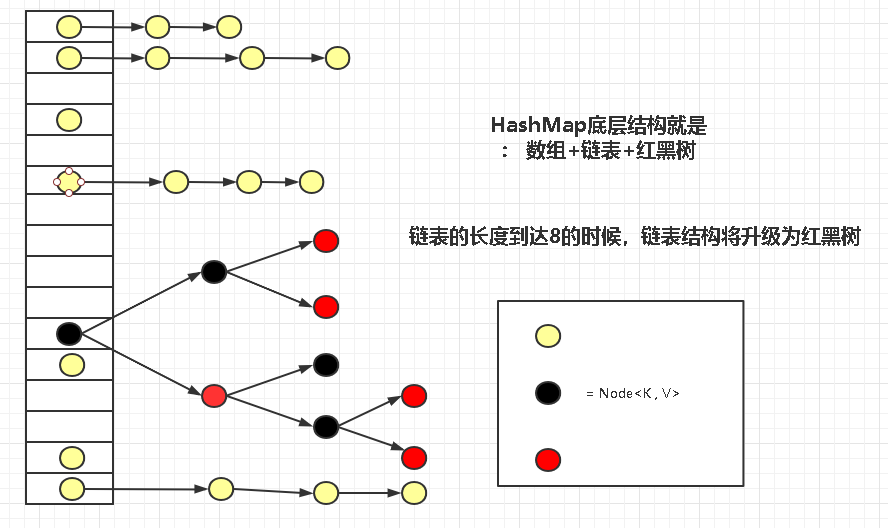 HashMap底层结构就是
： 数组+链表+红黑树
链表的长度到达8的时候，链表结构将升级为红黑树
= Node<K , V>